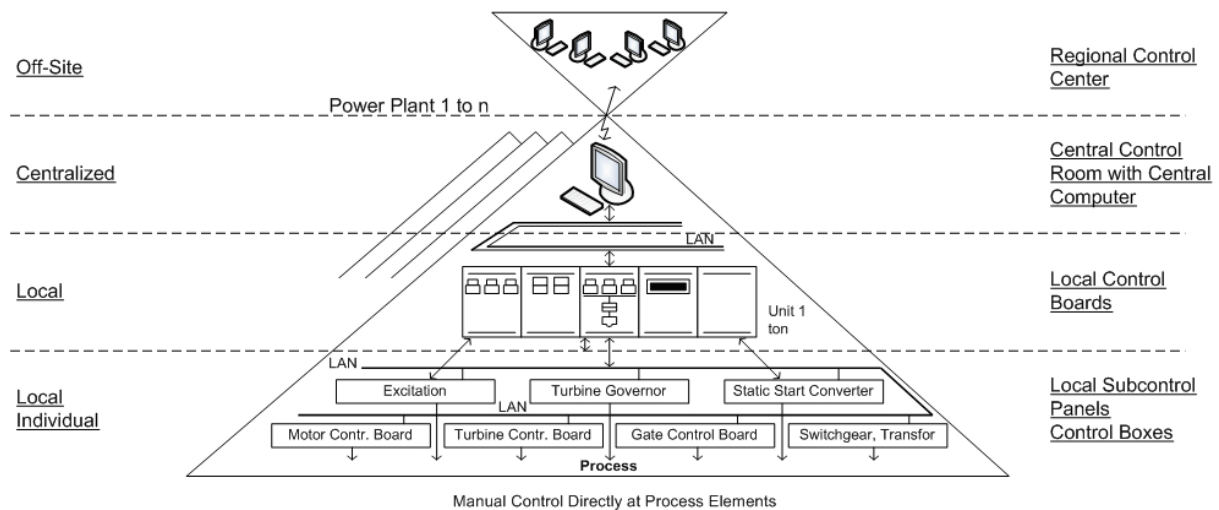 Off-Site
Regional Control
Center
Power Plant 1 to n
Centralized
Central Control
Room with Central
Computer
LAN
Local
Unit 1
ton
Local Control
Boards
LAN
Excitation
Turbine Governor
Static Start Converter
Local
Individual
LAN
Local Subcontrol
Panels
Control Boxes
Motor Contr. Board
Turbine Contr. Board
Gate Control Board
Switchgear, Transfor
Process
Manual Control Directly at Process Elements